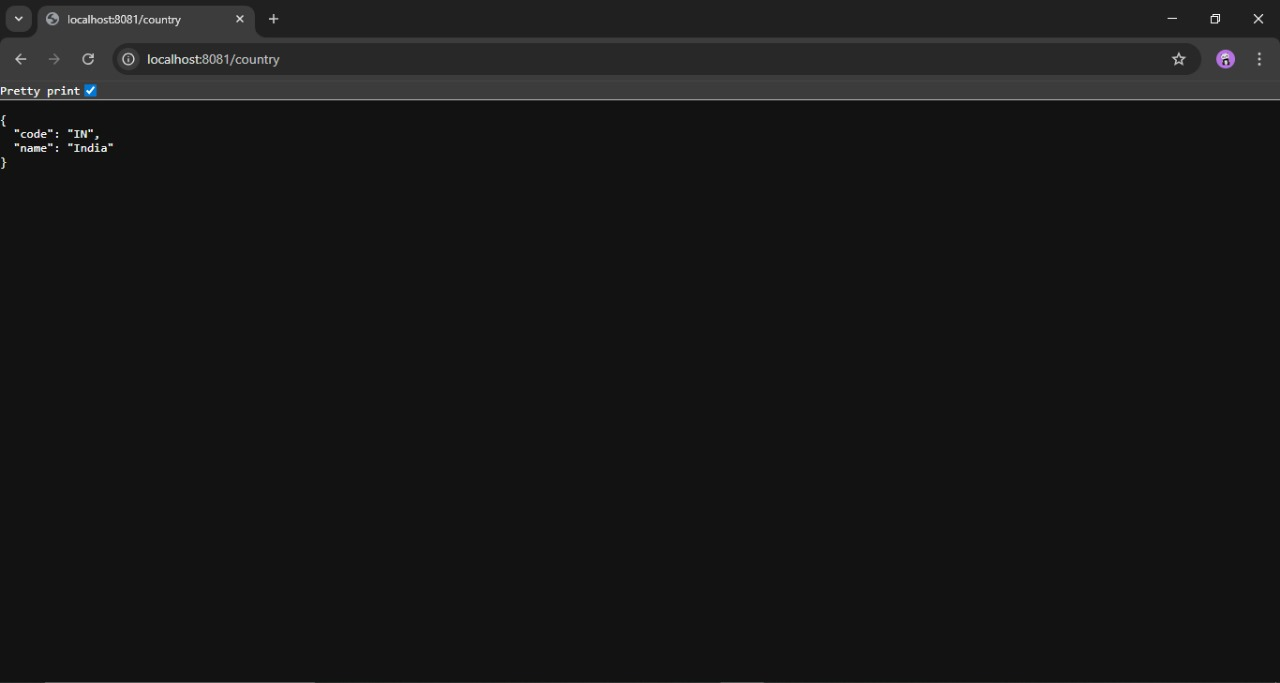 localhost:8081/country
localhost:8081/country
Pretty print
{
  "code": "IN",
  "name": "India"
}